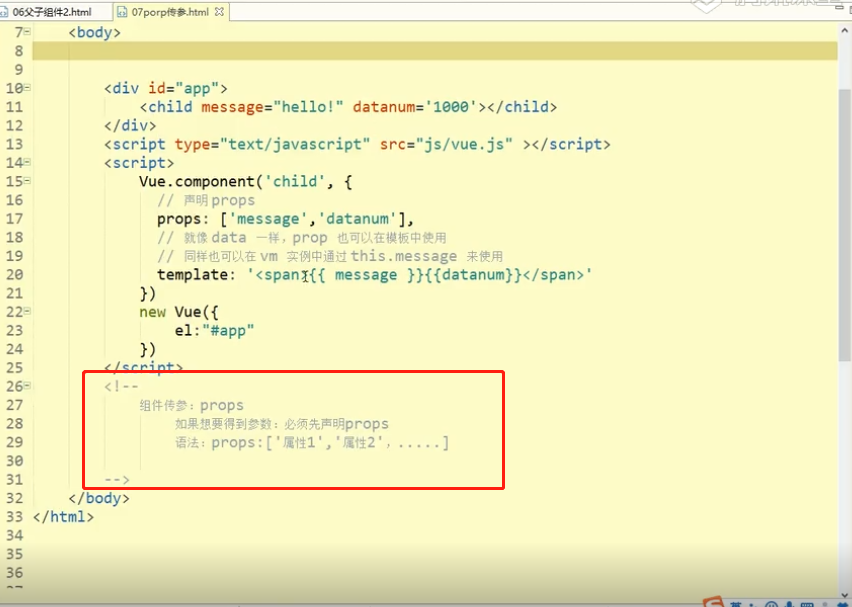 06父子组件2.html
07porp传参.html
7 <body>
8
9
10 <div id="app">
11 <child message="hello!" datanum='1000'></child>
12 </div>
13 <script type="text/javascript" src="js/vue.js" ></script>
14 <script>
15 Vue.component('child', {
16 // 声明 props
17 props: ['message','datanum'],
18 // 就像 data 一样，prop 也可以在模板中使用
19 // 同样也可以在 vm 实例中通过 this.message 来使用
20 template: '<span>{{ message }}{{datanum}}</span>'
21 })
22 new Vue({
23 el:"#app"
24 })
25 </script>
26 <!--
27 组件传参：props
28 如果想要得到参数：必须先声明props
29 语法：props:['属性1','属性2'，.....]
30
31 -->
32 </body>
33 </html>
34
35
36